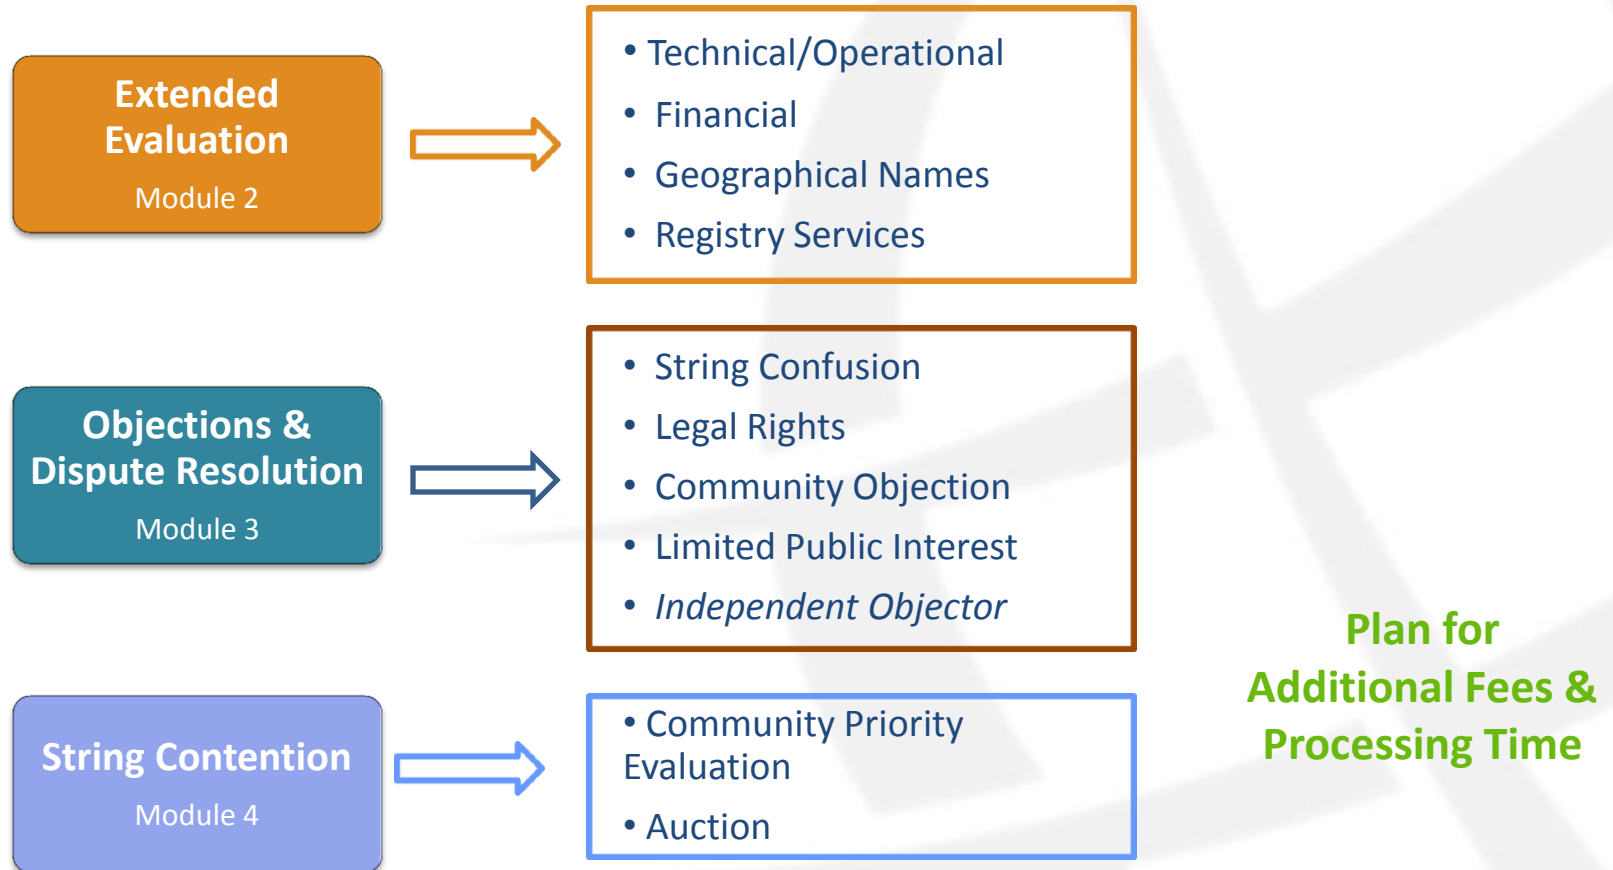 Extended
Evaluation
Module 2
• Technical/Operational
• Financial
• Geographical Names
• Registry Services
Objections &
Dispute Resolution
Module 3
• String Confusion
• Legal Rights
• Community Objection
• Limited Public Interest
• Independent Objector
String Contention
Module 4
• Community Priority
Evaluation
• Auction
Plan for
Additional Fees &
Processing Time